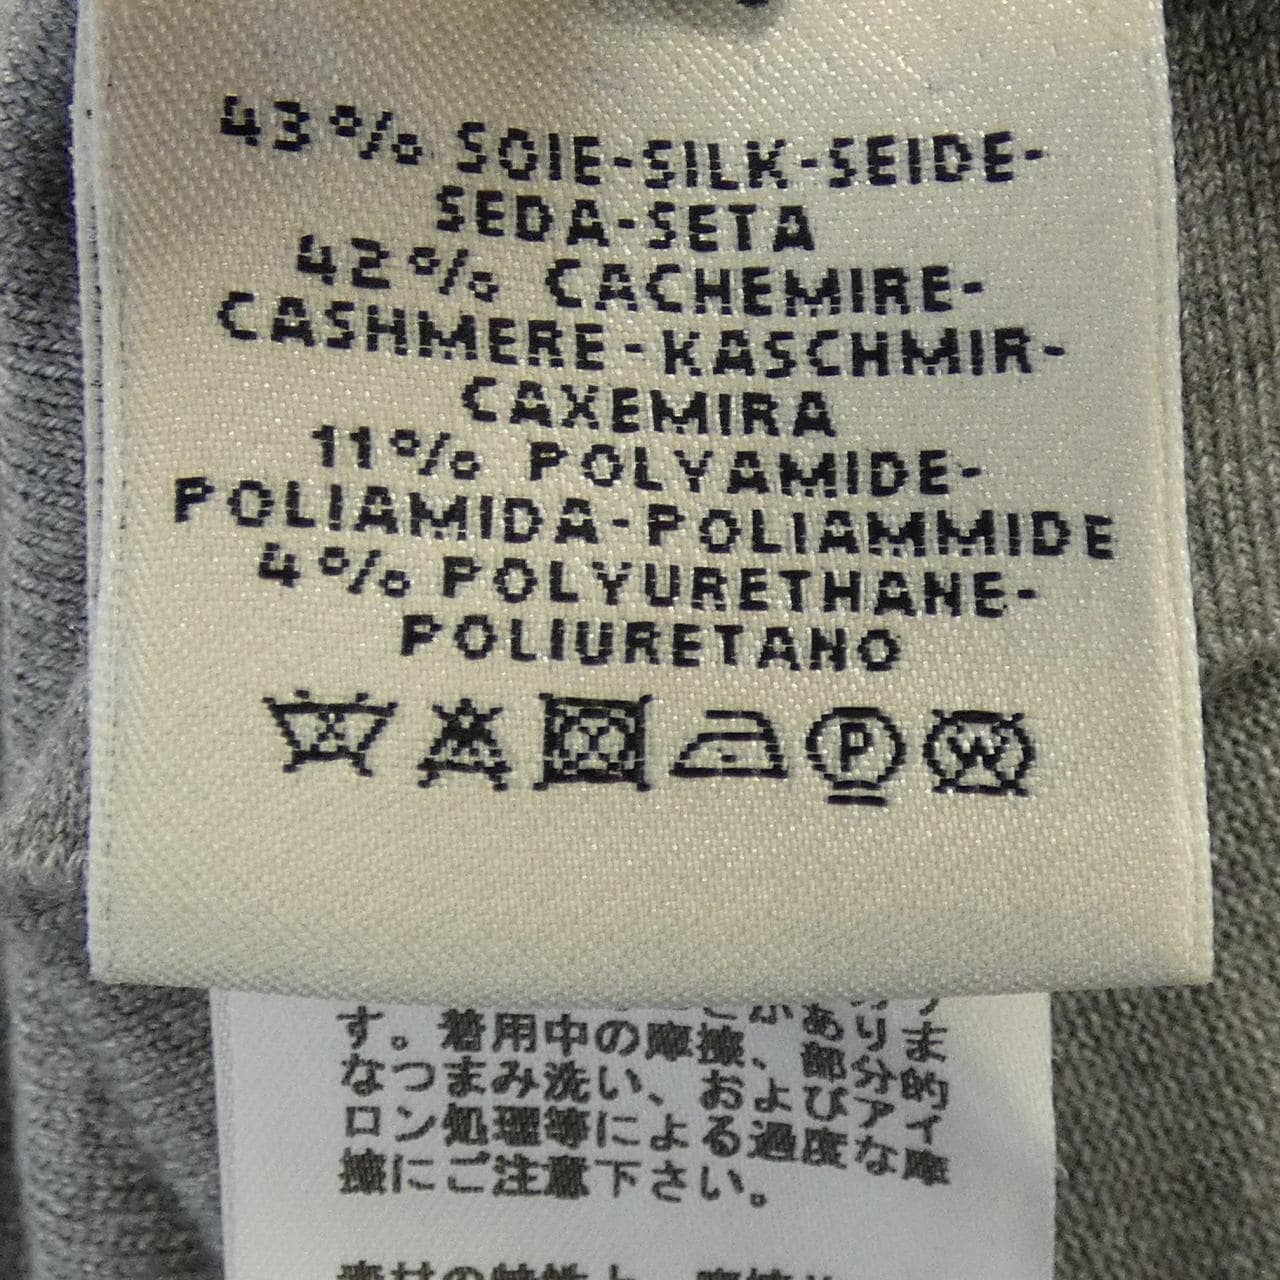 43% SOIE-SILK-SEIDE-
SEDA-SETA
42% CACHEMIRE-
CASHMERE-KASCHMIR-
CAXEMIRA
11% POLYAMIDE-
POLIAMIDA-POLIAMMIDE
4% POLYURETHANE-
POLIURETANO
P W
す。着用中の摩擦、部分的
なつまみ洗い、およびアイ
ロン処理等による過度な摩
擦にご注意下さい。